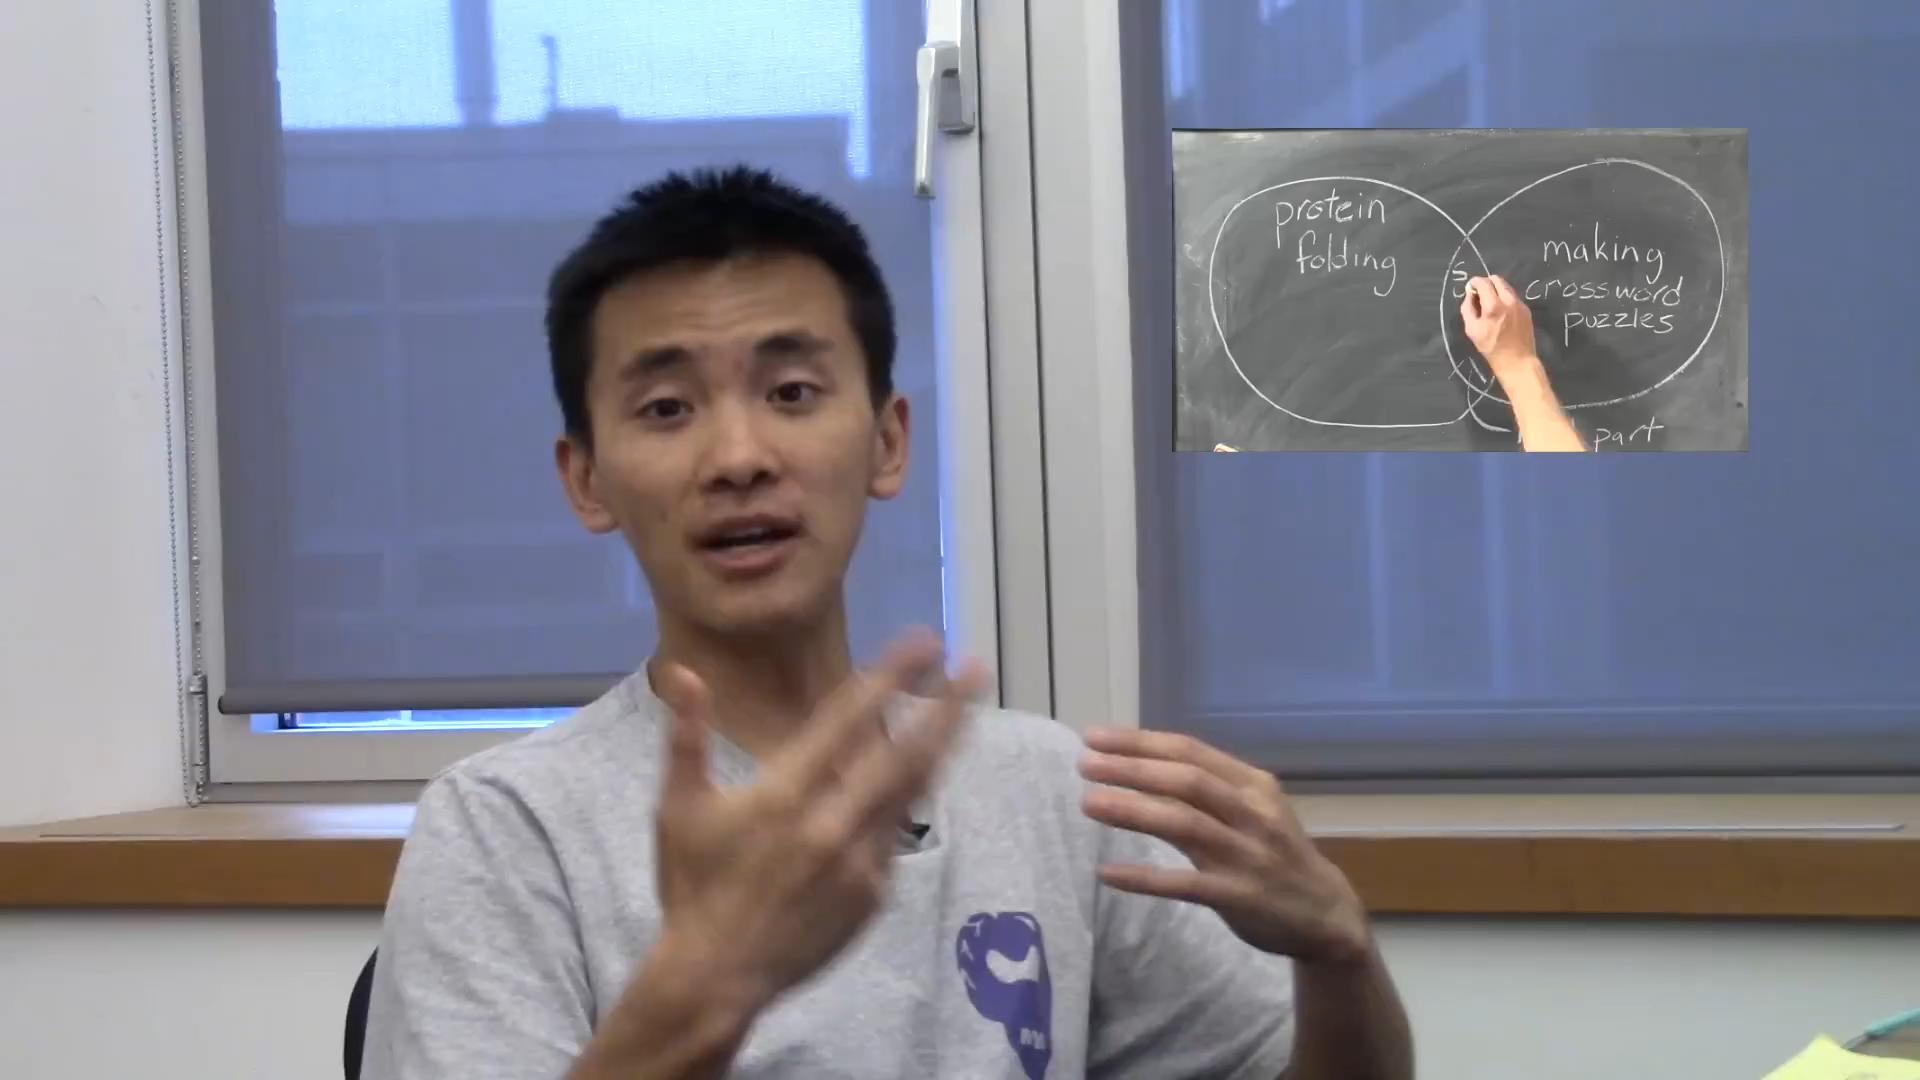 protein
folding
making
crossword
puzzles
part